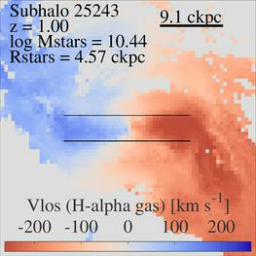 Subhalo 25243
z = 1.00
log Mstars = 10.44
Rstars = 4.57 ckpc
9.1 ckpc
Vlos (H-alpha gas) [km s⁻¹]
-200 -100 0 100 200